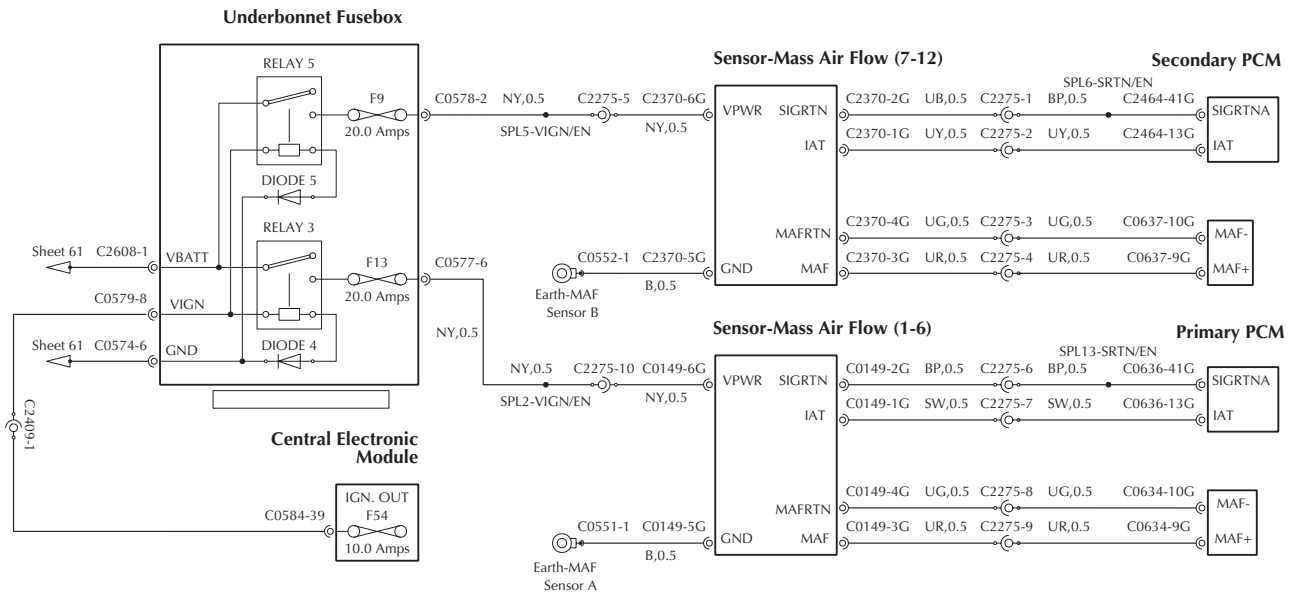 Underbonnet Fusebox
RELAY 5
F9
20.0 Amps
DIODE 5
RELAY 3
F13
20.0 Amps
DIODE 4
VBATT
VIGN
GND
Sheet 61 C2608-1
C0579-8
Sheet 61 C0574-6
C2409-1
C0578-2 NY,0.5 C2275-5 C2370-6G
SPL5-VIGN/EN NY,0.5
C0577-6
NY,0.5
NY,0.5 C2275-10 C0149-6G
SPL2-VIGN/EN NY,0.5
Central Electronic
Module
IGN. OUT
F54
10.0 Amps
C0584-39
Sensor-Mass Air Flow (7-12)
VPWR SIGRTN
IAT
MAFRTN
GND MAF
C0552-1 C2370-5G
B,0.5
Earth-MAF
Sensor B
Secondary PCM
SPL6-SRTN/EN
C2370-2G UB,0.5 C2275-1 BP,0.5 C2464-41G
SIGRTNA
C2370-1G UY,0.5 C2275-2 UY,0.5 C2464-13G
IAT
C2370-4G UG,0.5 C2275-3 UG,0.5 C0637-10G
MAF-
C2370-3G UR,0.5 C2275-4 UR,0.5 C0637-9G
MAF+
Sensor-Mass Air Flow (1-6)
VPWR SIGRTN
IAT
MAFRTN
GND MAF
C0551-1 C0149-5G
B,0.5
Earth-MAF
Sensor A
Primary PCM
SPL13-SRTN/EN
C0149-2G BP,0.5 C2275-6 BP,0.5 C0636-41G
SIGRTNA
C0149-1G SW,0.5 C2275-7 SW,0.5 C0636-13G
IAT
C0149-4G UG,0.5 C2275-8 UG,0.5 C0634-10G
MAF-
C0149-3G UR,0.5 C2275-9 UR,0.5 C0634-9G
MAF+